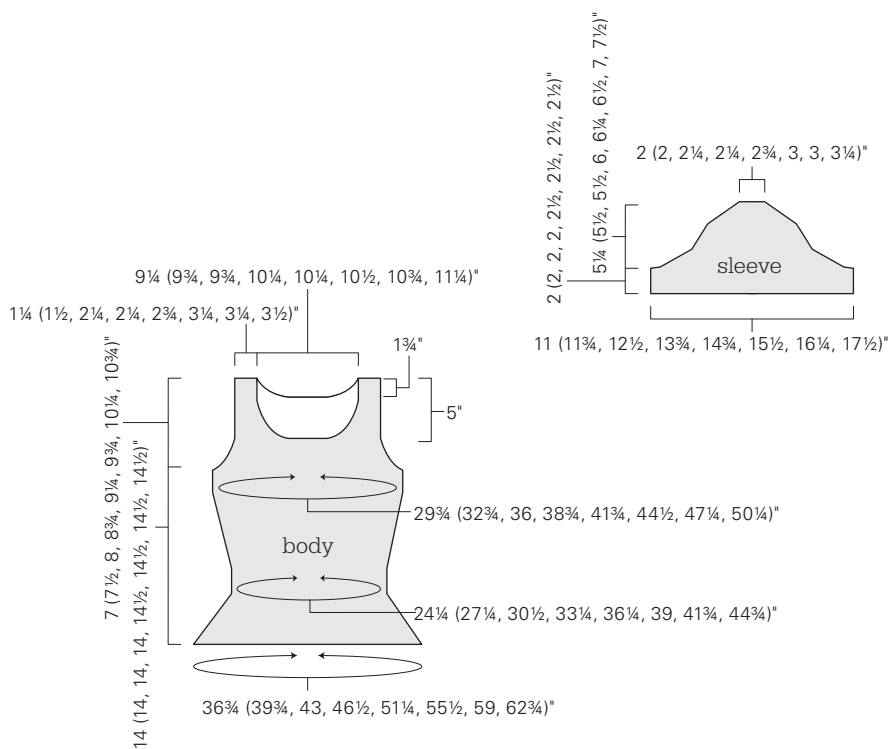 2 (2, 2, 2, 2½, 2½, 2½, 2½)"
5¼ (5½, 5½, 6, 6¼, 6½, 7, 7½)"
2 (2, 2¼, 2¼, 2¾, 3, 3, 3¼)"
sleeve
11 (11¾, 12½, 13¾, 14¾, 15½, 16¼, 17½)"
9¼ (9¾, 9¾, 10¼, 10¼, 10½, 10¾, 11¼)"
1¼ (1½, 2¼, 2¼, 2¾, 3¼, 3¼, 3½)"
1¾"
5"
7 (7½, 8, 8¾, 9¼, 9¾, 10¼, 10¾)"
14 (14, 14, 14, 14½, 14½, 14½, 14½)"
29¾ (32¾, 36, 38¾, 41¾, 44½, 47¼, 50¼)"
body
24¼ (27¼, 30½, 33¼, 36¼, 39, 41¾, 44¾)"
36¾ (39¾, 43, 46½, 51¼, 55½, 59, 62¾)"